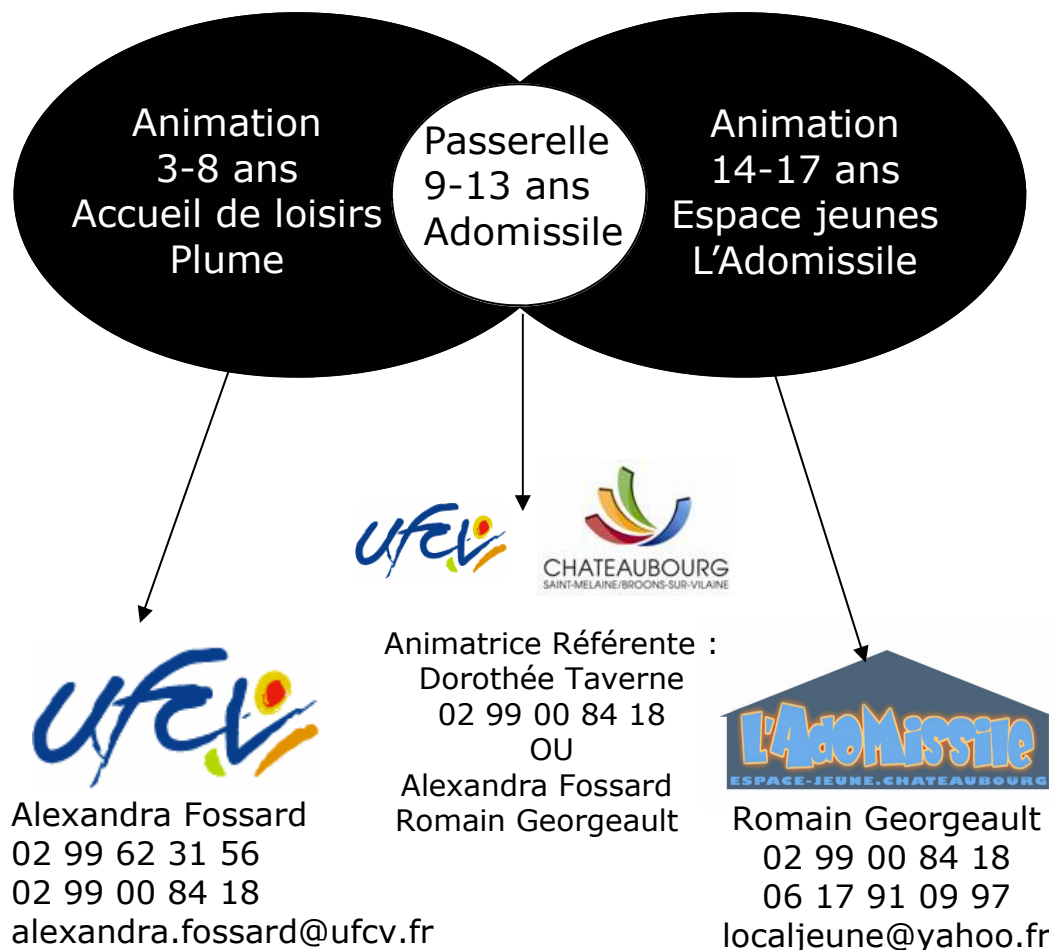 Animation
3-8 ans
Accueil de loisirs
Plume
Passerelle
9-13 ans
Adomissile
Animation
14-17 ans
Espace jeunes
L’Adomissile
ufcv
CHATEAUBOURG
SAINT-MELAINE/BROONS-SUR-VILAINE
Animatrice Référente :
Dorothée Taverne
02 99 00 84 18
OU
Alexandra Fossard
Romain Georgeault
ufcv
Alexandra Fossard
02 99 62 31 56
02 99 00 84 18
alexandra.fossard@ufcv.fr
L'AdoMissile
ESPACE-JEUNE.CHATEAUBOURG
Romain Georgeault
02 99 00 84 18
06 17 91 09 97
localjeune@yahoo.fr